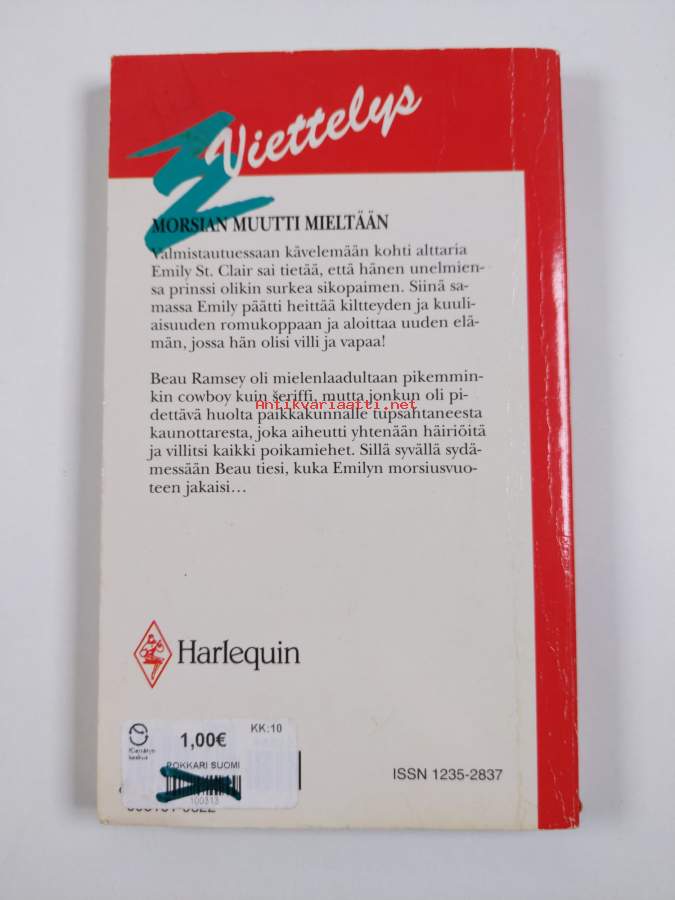 Viettelys
MORSIAN MUUTTI MIELTÄÄN
Valmistautuessaan kävelemään kohti alttaria
Emily St. Clair sai tietää, että hänen unelmien-
sa prinssi olikin surkea sikopaimen. Siinä sa-
massa Emily päätti heittää kiltteyden ja kuuli-
aisuuden romukoppaan ja aloittaa uuden elä-
män, jossa hän olisi villi ja vapaa!
Beau Ramsey oli mielenlaadultaan pikemmin-
kin cowboy kuin šeriffi, mutta jonkun oli pi-
Antikvariaatti.net
dettävä huolta paikkakunnalle tupsahtaneesta
kaunottaresta, joka aiheutti yhtenään häiriöitä
ja villitsi kaikki poikamiehet. Sillä syvällä sydä-
messään Beau tiesi, kuka Emilyn morsiusvuo-
teen jakaisi…
Harlequin
KK:10
1,00€
Kierrätys
keskus
POKKARI SUOMI
100313
ISSN 1235-2837